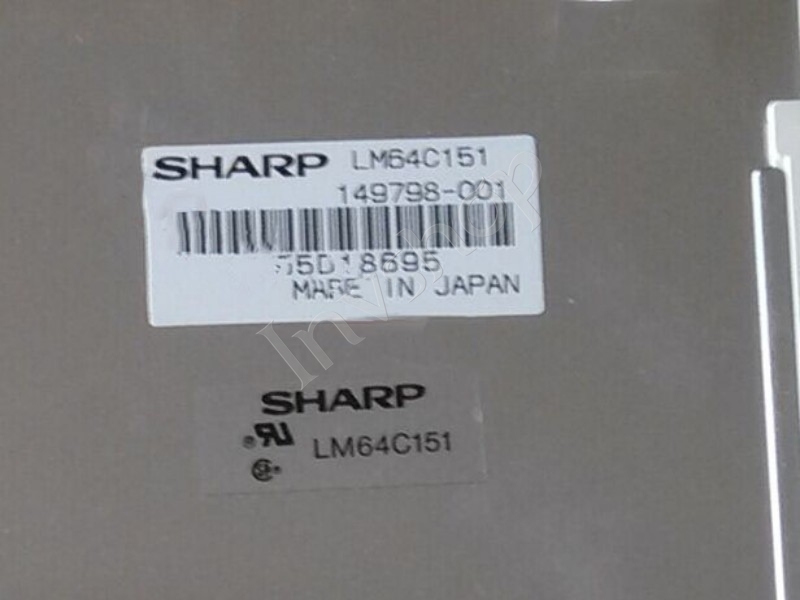 SHARP LM64C151
149798-001
55D18695
MADE IN JAPAN
SHARP
LM64C151